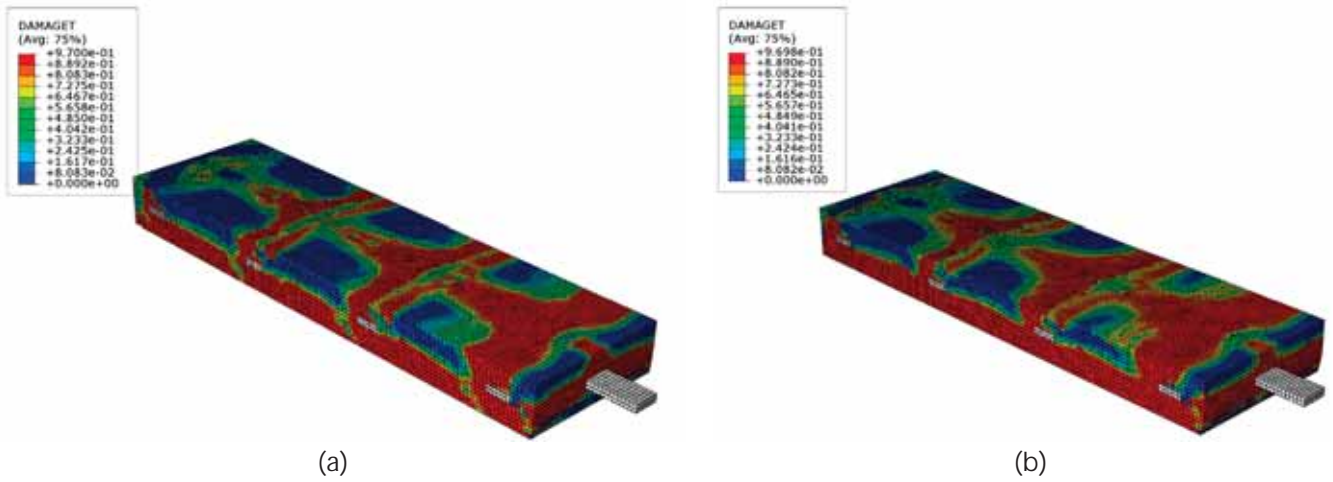 DAMAGET
(Avg: 75%)
+9.700e-01
+8.892e-01
+8.083e-01
+7.275e-01
+6.467e-01
+5.658e-01
+4.850e-01
+4.042e-01
+3.233e-01
+2.425e-01
+1.617e-01
+8.083e-02
+0.000e+00
DAMAGET
(Avg: 75%)
+9.698e-01
+8.890e-01
+8.082e-01
+7.273e-01
+6.465e-01
+5.657e-01
+4.849e-01
+4.041e-01
+3.233e-01
+2.424e-01
+1.616e-01
+8.082e-02
+0.000e+00
(a)
(b)